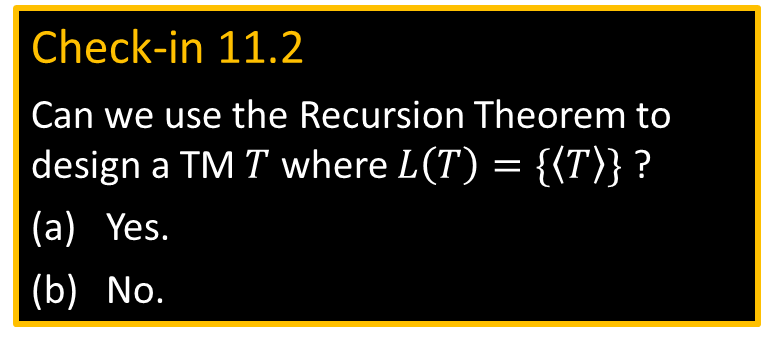 Check-in 11.2
Can we use the Recursion Theorem to
design a TM 𝑇 where 𝐿(𝑇) = {⟨𝑇⟩} ?
(a) Yes.
(b) No.